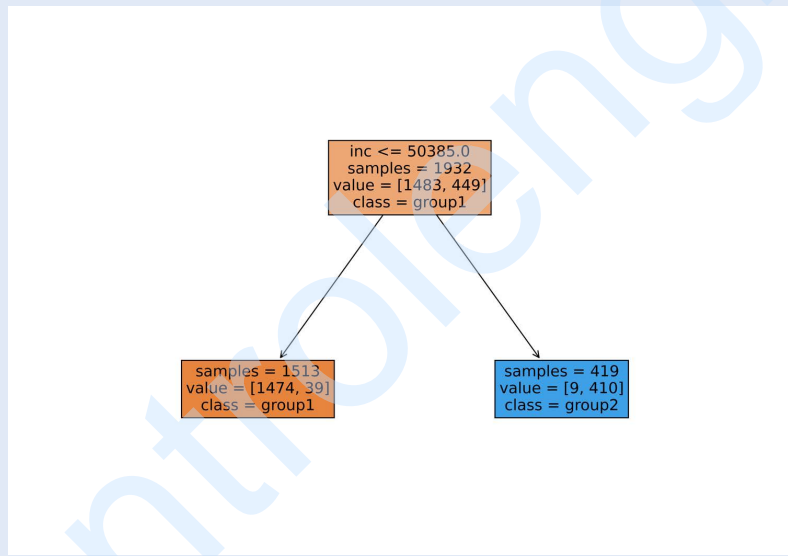 inc <= 50385.0
samples = 1932
value = [1483, 449]
class = group1
samples = 1513
value = [1474, 39]
class = group1
samples = 419
value = [9, 410]
class = group2
ntroleng